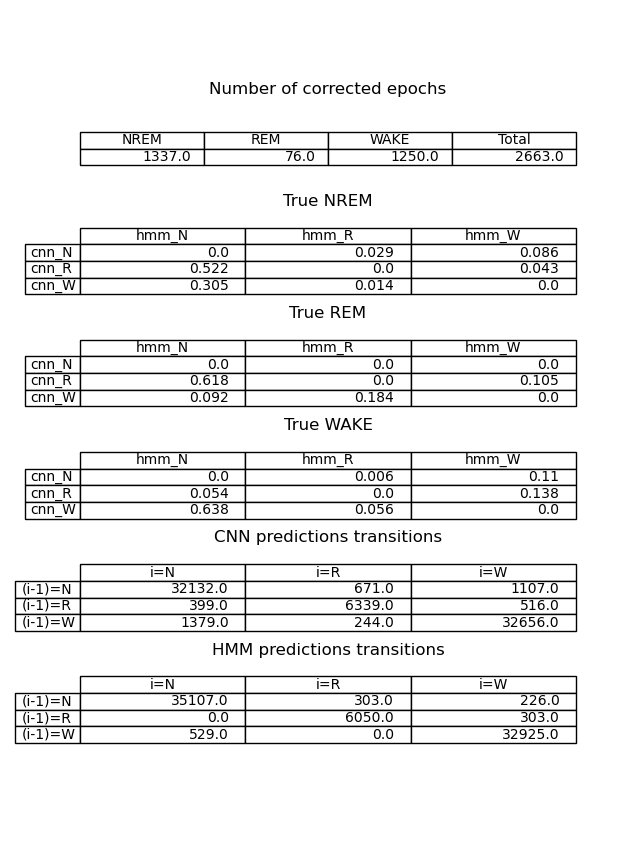 Number of corrected epochs
NREM REM WAKE Total
1337.0 76.0 1250.0 2663.0
True NREM
hmm_N hmm_R hmm_W
cnn_N 0.0 0.029 0.086
cnn_R 0.522 0.0 0.043
cnn_W 0.305 0.014 0.0
True REM
hmm_N hmm_R hmm_W
cnn_N 0.0 0.0 0.0
cnn_R 0.618 0.0 0.105
cnn_W 0.092 0.184 0.0
True WAKE
hmm_N hmm_R hmm_W
cnn_N 0.0 0.006 0.11
cnn_R 0.054 0.0 0.138
cnn_W 0.638 0.056 0.0
CNN predictions transitions
i=N i=R i=W
(i-1)=N 32132.0 671.0 1107.0
(i-1)=R 399.0 6339.0 516.0
(i-1)=W 1379.0 244.0 32656.0
HMM predictions transitions
i=N i=R i=W
(i-1)=N 35107.0 303.0 226.0
(i-1)=R 0.0 6050.0 303.0
(i-1)=W 529.0 0.0 32925.0